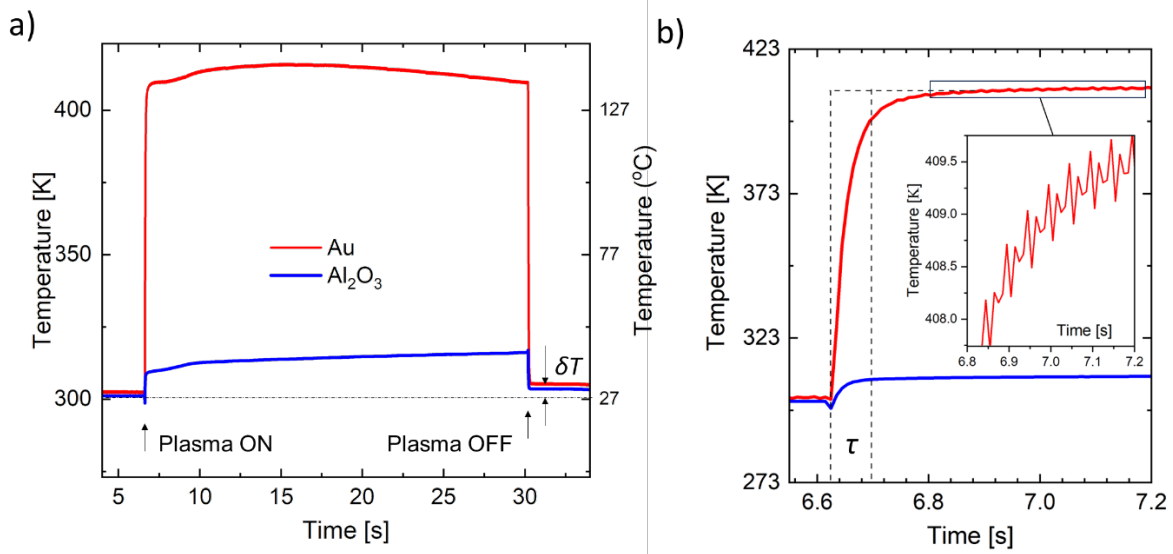 a)
Temperature [K]
400
350
300
Au
Al₂O₃
δT
Plasma ON
Plasma OFF
5
10
15
20
25
30
Time [s]
127
77
27
Temperature (°C)
b)
Temperature [K]
423
373
323
273
τ
6.6
6.8
7.0
7.2
Time [s]
Temperature [K]
409.5
409.0
408.5
408.0
Time [s]
6.8
6.9
7.0
7.1
7.2